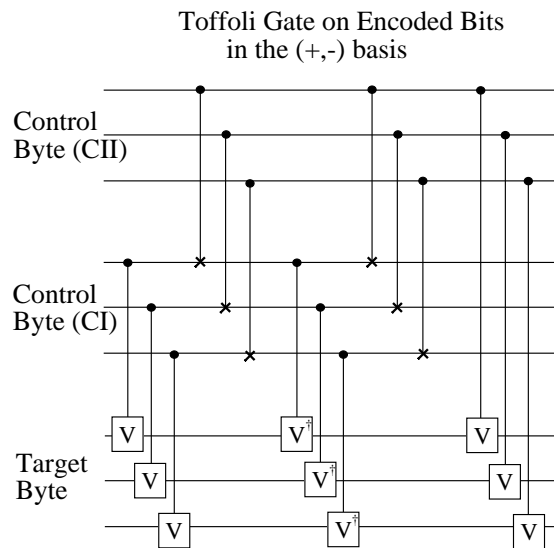 Toffoli Gate on Encoded Bits
in the (+,-) basis
Control
Byte (CII)
Control
Byte (CI)
V V† V
V V† V
Target
Byte
V V† V